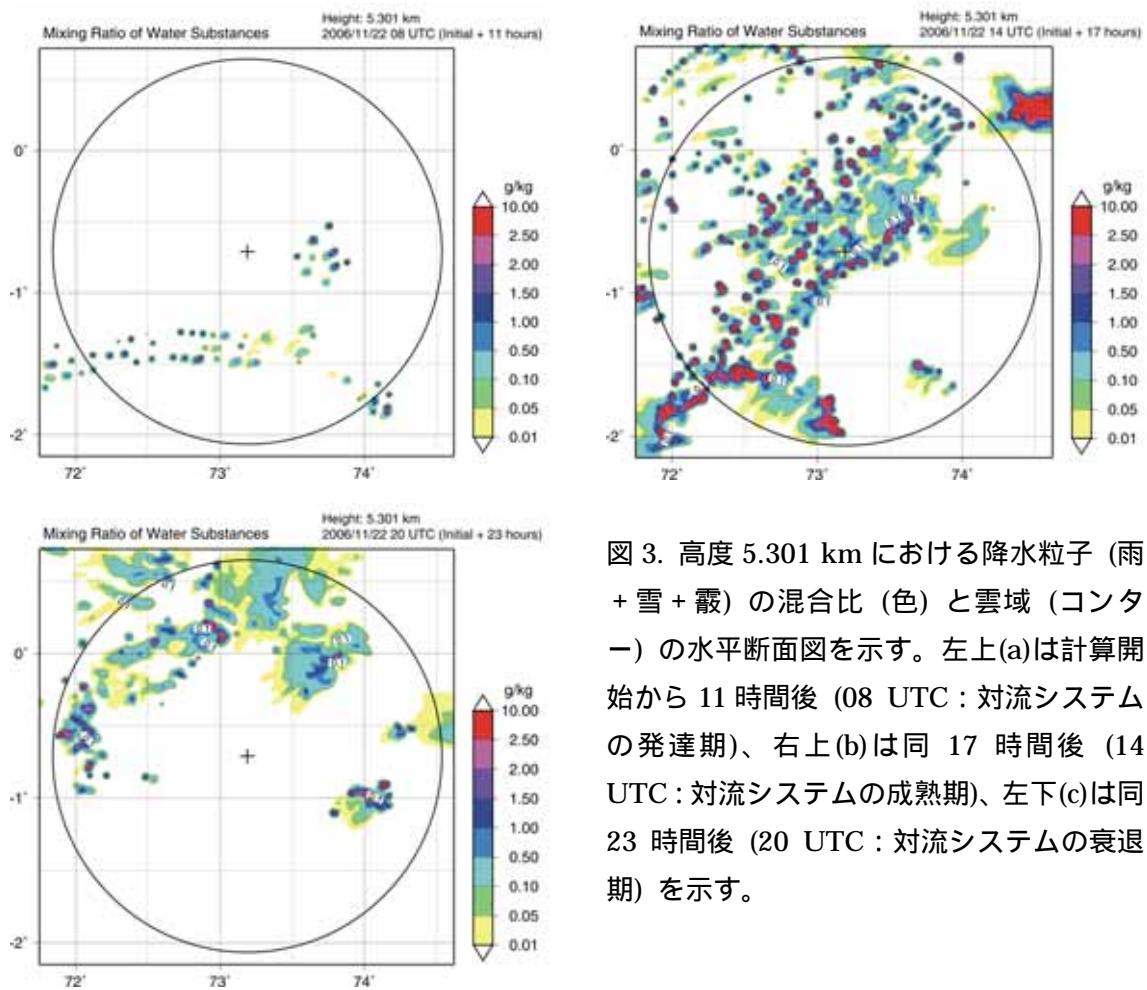 Mixing Ratio of Water Substances
Height: 5.301 km
2006/11/22 08 UTC (Initial + 11 hours)
0°
-1°
-2°
72°
73°
74°
g/kg
10.00
2.50
2.00
1.50
1.00
0.50
0.10
0.05
0.01
Mixing Ratio of Water Substances
Height: 5.301 km
2006/11/22 14 UTC (Initial + 17 hours)
0°
-1°
-2°
72°
73°
74°
g/kg
10.00
2.50
2.00
1.50
1.00
0.50
0.10
0.05
0.01
Mixing Ratio of Water Substances
Height: 5.301 km
2006/11/22 20 UTC (Initial + 23 hours)
0°
-1°
-2°
72°
73°
74°
g/kg
10.00
2.50
2.00
1.50
1.00
0.50
0.10
0.05
0.01
図 3. 高度 5.301 km における降水粒子 (雨
+ 雪 + 霰) の混合比 (色) と雲域 (コンタ
ー) の水平断面図を示す。左上(a)は計算開
始から 11 時間後 (08 UTC：対流システム
の発達期)、右上(b)は同 17 時間後 (14
UTC：対流システムの成熟期)、左下(c)は同
23 時間後 (20 UTC：対流システムの衰退
期) を示す。